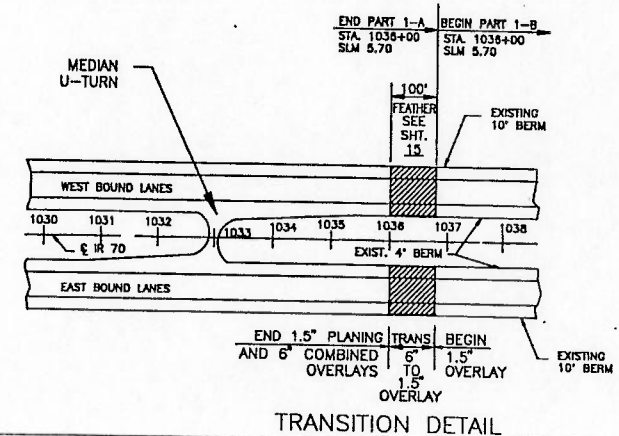 END PART 1-A
STA. 1036+00
SLM 5.70
BEGIN PART 1-B
STA. 1036+00
SLM 5.70
MEDIAN
U-TURN
100'
FEATHER
SEE
SHT.
15
EXISTING
10' BERM
WEST BOUND LANES
1030 1031 1032 1033 1034 1035 1036 1037 1038
℄ IR 70
EXIST. 4' BERM
EAST BOUND LANES
END 1.5" PLANING
AND 6" COMBINED
OVERLAYS
TRANS
6"
TO
1.5"
OVERLAY
BEGIN
1.5"
OVERLAY
EXISTING
10' BERM
TRANSITION DETAIL